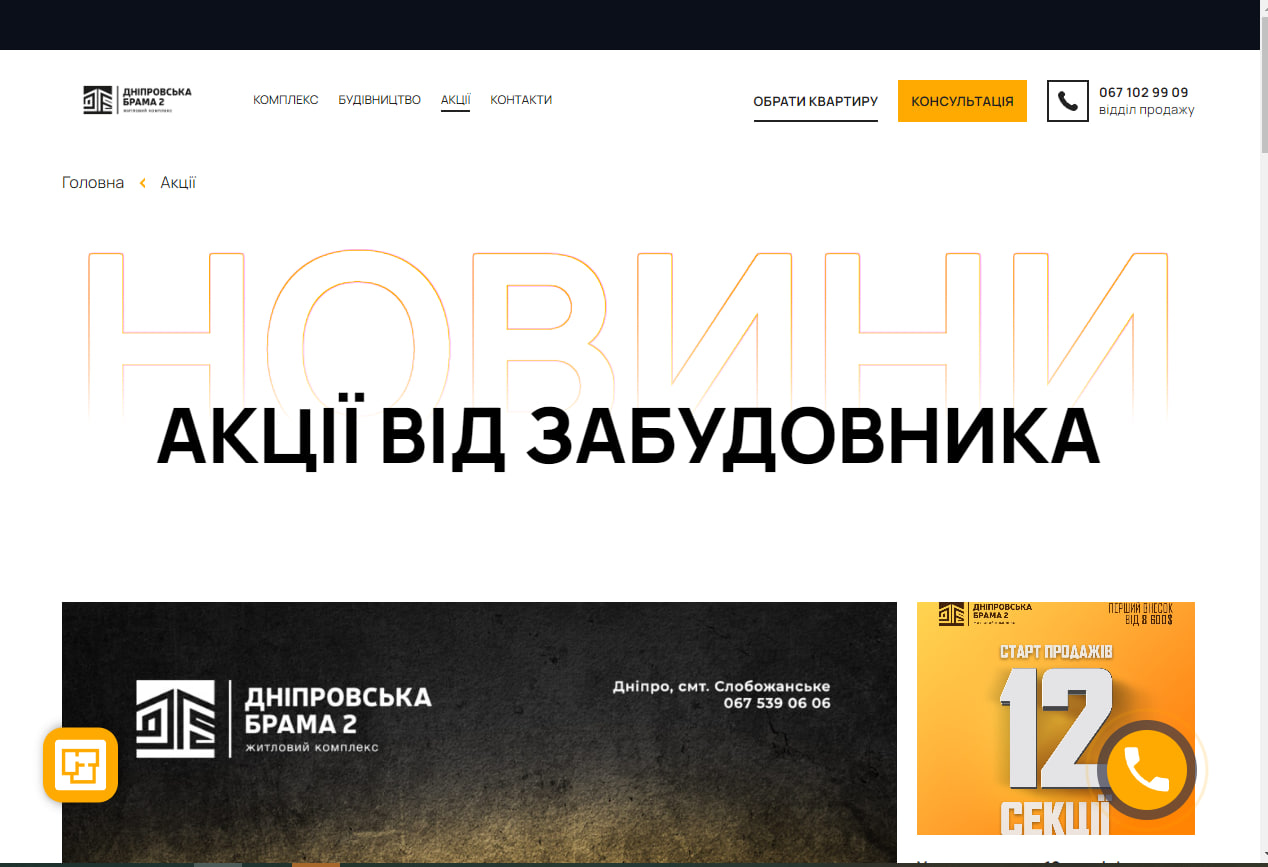 ДНІПРОВСЬКА
БРАМА 2
житловий комплекс
КОМПЛЕКС БУДІВНИЦТВО АКЦІЇ КОНТАКТИ
ОБРАТИ КВАРТИРУ
КОНСУЛЬТАЦІЯ
067 102 99 09
відділ продажу
Головна Акції
НОВИНИ
АКЦІЇ ВІД ЗАБУДОВНИКА
ДНІПРОВСЬКА
БРАМА 2
житловий комплекс
Дніпро, смт. Слобожанське
067 539 06 06
ДНІПРОВСЬКА
БРАМА 2
ПЕРШИЙ ВНЕСОК
ВІД 8 600$
СТАРТ ПРОДАЖІВ
12
СЕКЦІЇ